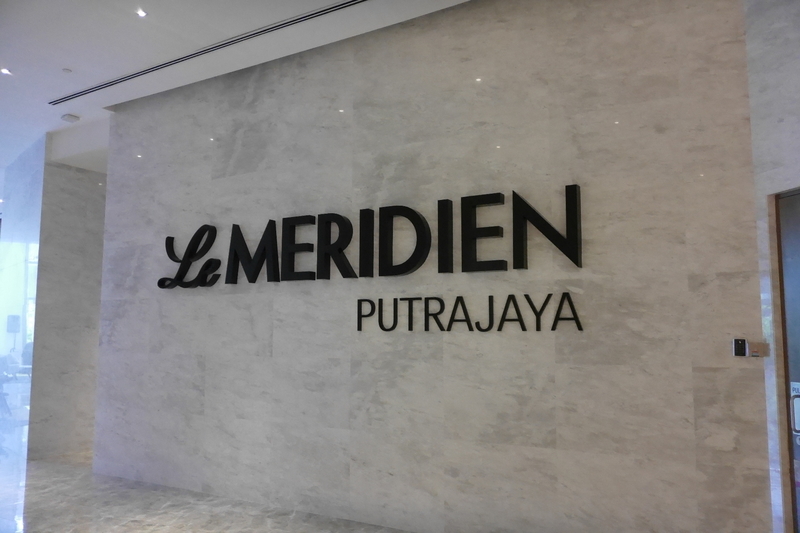 Le MERIDIEN
PUTRAJAYA